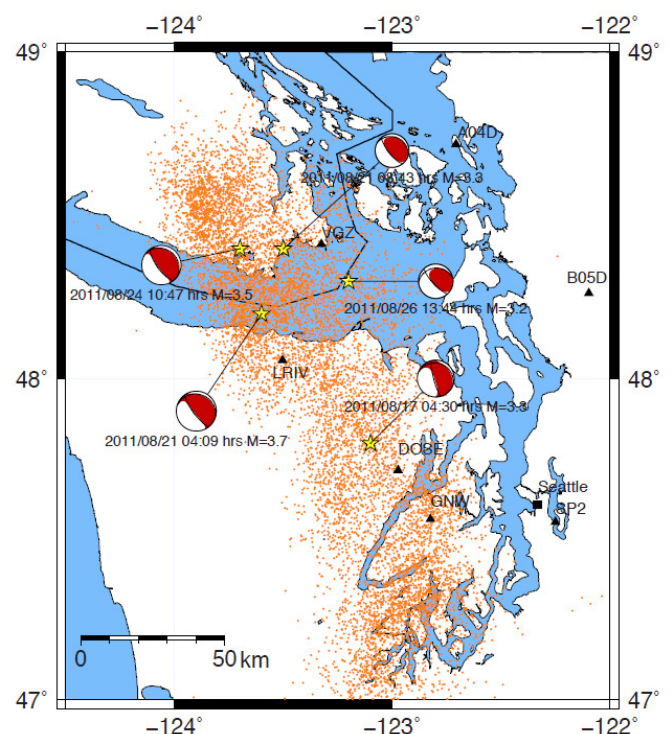 -124° -123° -122°
49° 49°
A04D
2011/08/21 08:43 hrs M=3.3
VGZ
B05D
2011/08/24 10:47 hrs M=3.5
2011/08/26 13:44 hrs M=3.2
48° 48°
LRIV
2011/08/17 04:30 hrs M=3.3
2011/08/21 04:09 hrs M=3.7
DOSE
Seattle
GNW
SP2
0 50 km
47° 47°
-124° -123° -122°